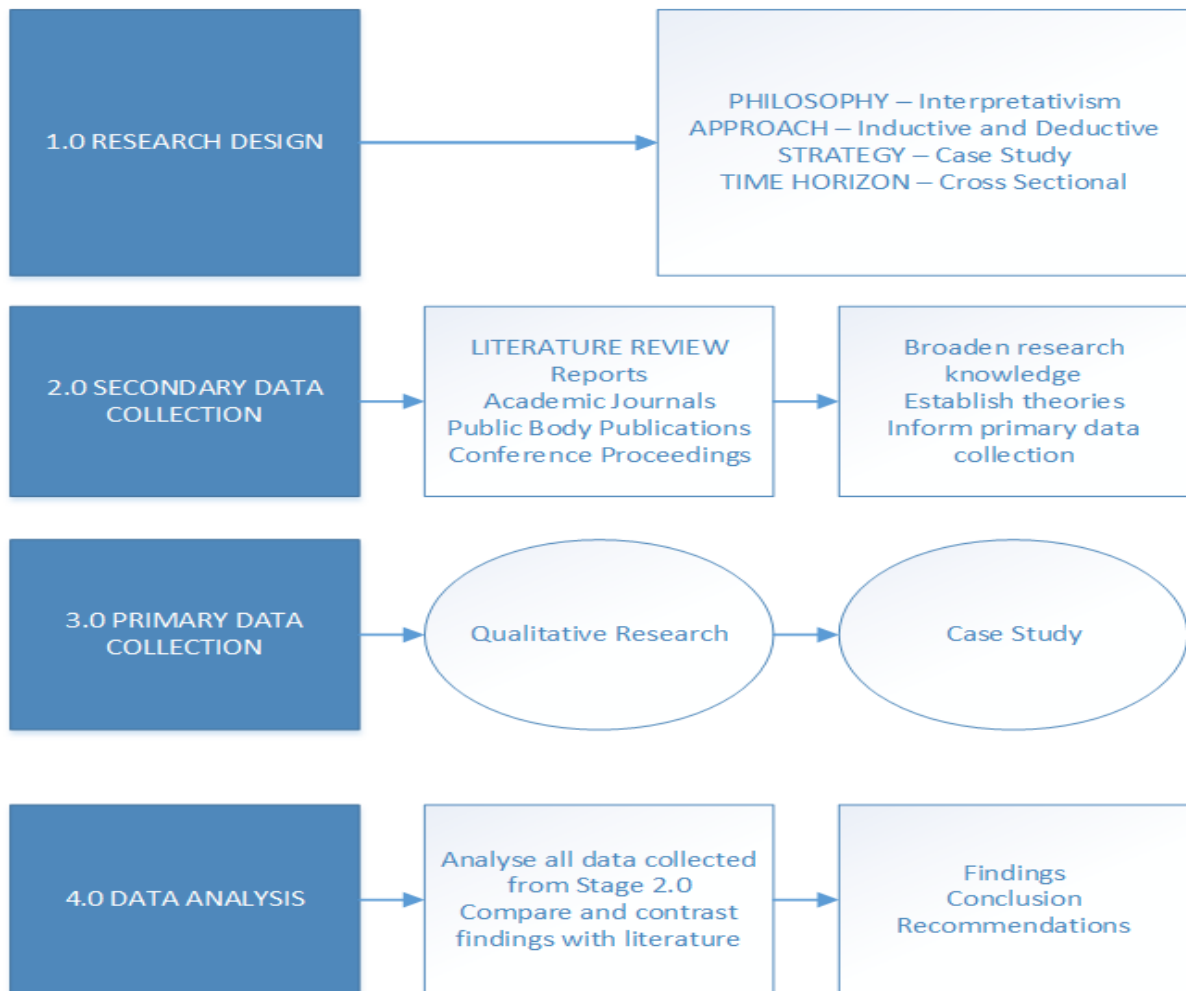 1.0 RESEARCH DESIGN
PHILOSOPHY – Interpretativism
APPROACH – Inductive and Deductive
STRATEGY – Case Study
TIME HORIZON – Cross Sectional
2.0 SECONDARY DATA
COLLECTION
LITERATURE REVIEW
Reports
Academic Journals
Public Body Publications
Conference Proceedings
Broaden research
knowledge
Establish theories
Inform primary data
collection
3.0 PRIMARY DATA
COLLECTION
Qualitative Research
Case Study
4.0 DATA ANALYSIS
Analyse all data collected
from Stage 2.0
Compare and contrast
findings with literature
Findings
Conclusion
Recommendations